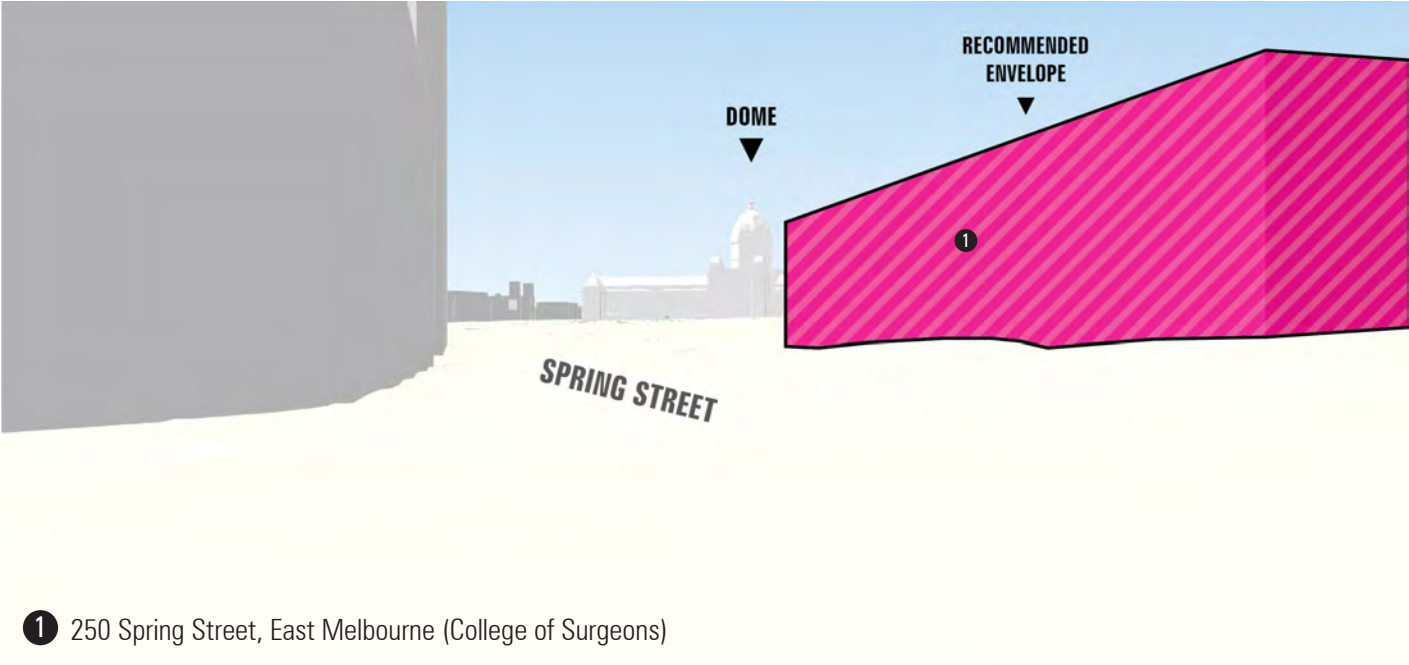 RECOMMENDED
ENVELOPE
DOME
1
SPRING STREET
1 250 Spring Street, East Melbourne (College of Surgeons)